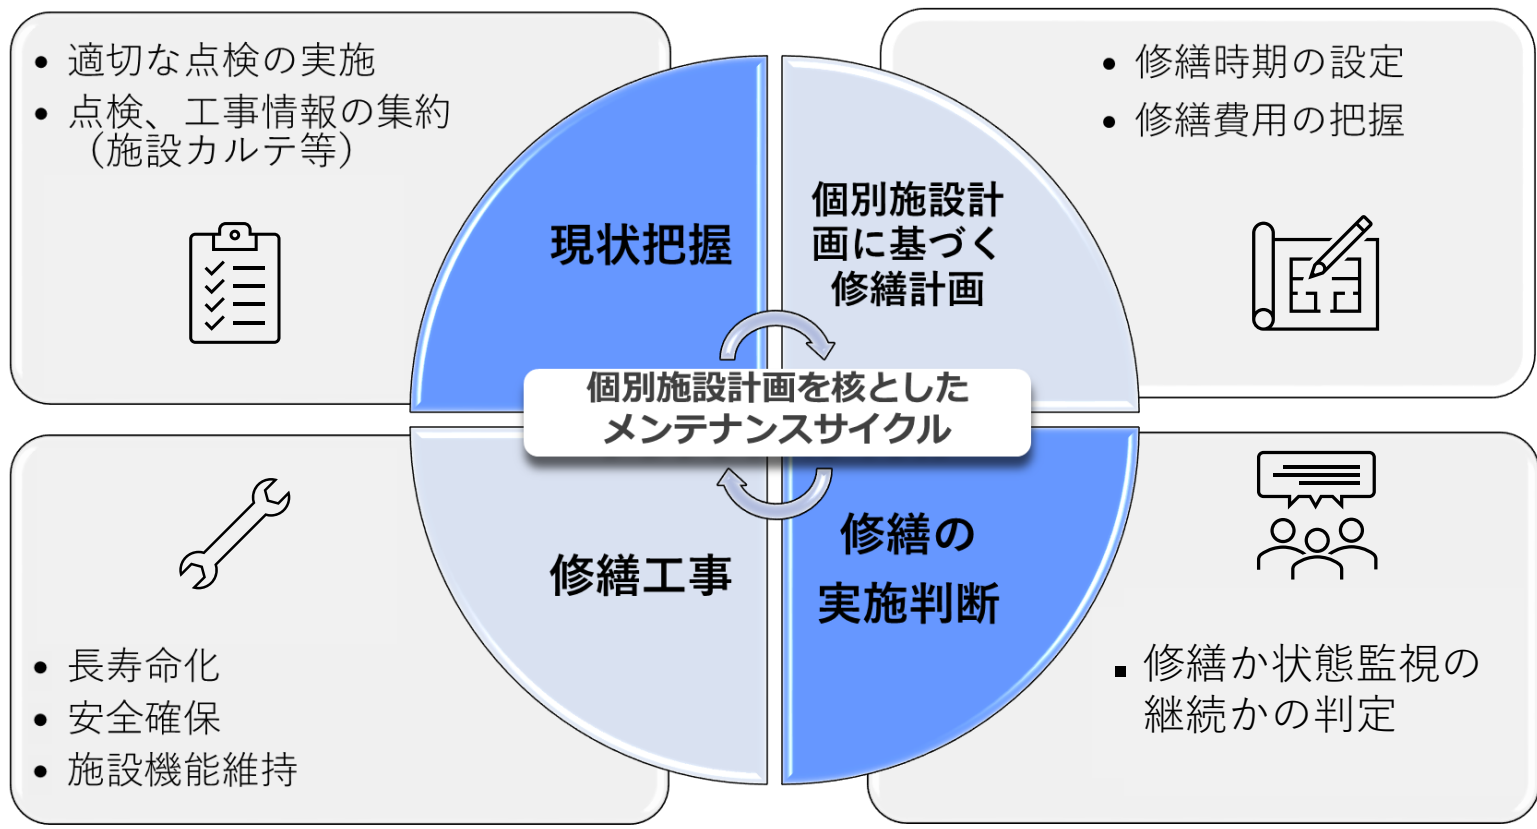 • 適切な点検の実施
• 点検、工事情報の集約
（施設カルテ等）
現状把握
個別施設計
画に基づく
修繕計画
• 修繕時期の設定
• 修繕費用の把握
個別施設計画を核とした
メンテナンスサイクル
修繕工事
• 長寿命化
• 安全確保
• 施設機能維持
修繕の
実施判断
▪ 修繕か状態監視の
継続かの判定